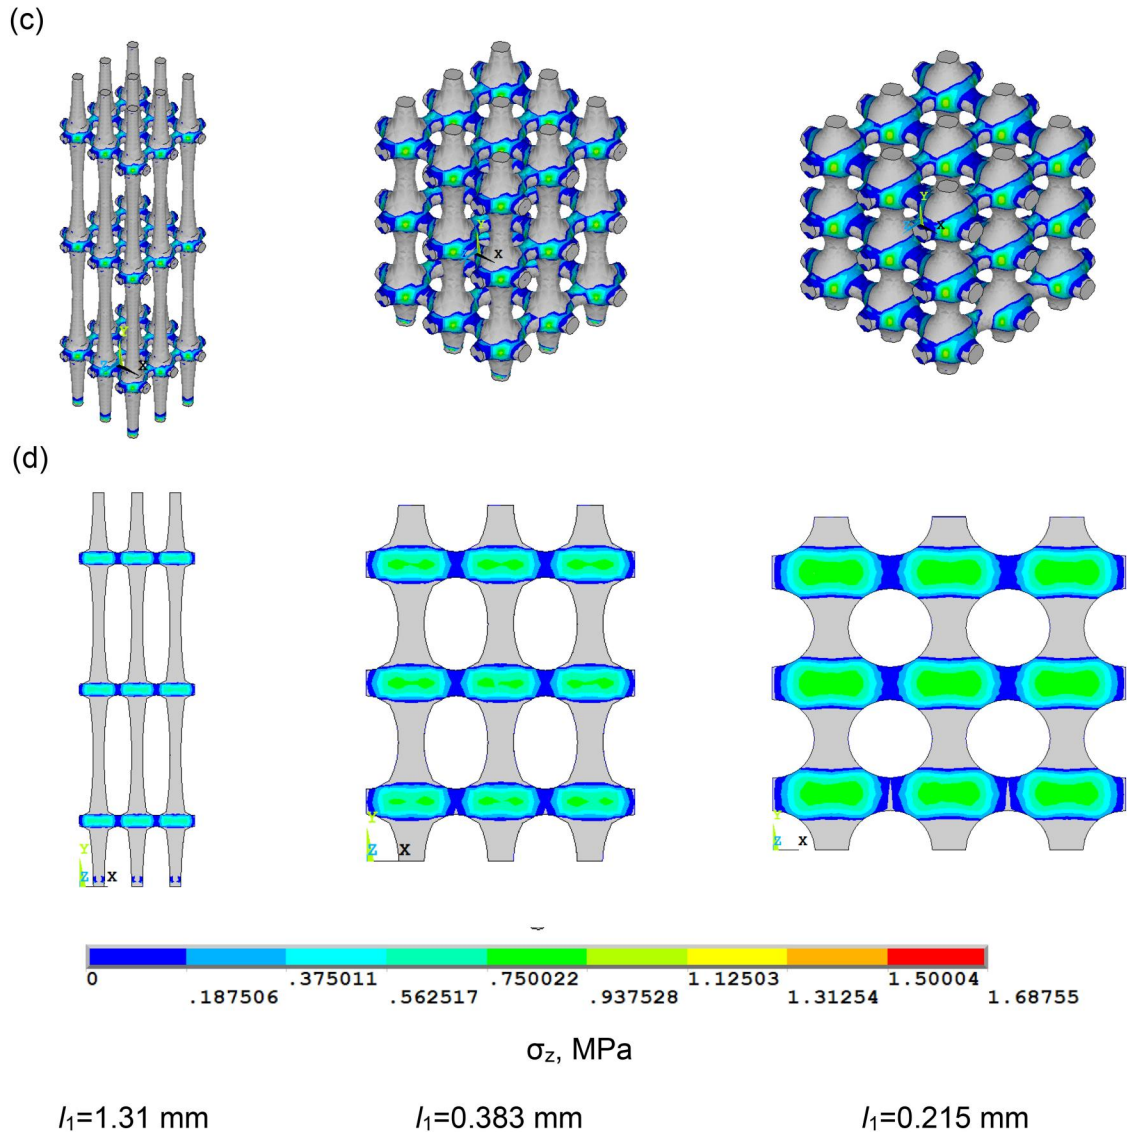 (c)
Y
X
Y
X
Y
X
(d)
Y
Z X
Y
Z X
Y
Z X
0 .375011 .750022 1.12503 1.50004
.187506 .562517 .937528 1.31254 1.68755
σz, MPa
l1=1.31 mm l1=0.383 mm l1=0.215 mm